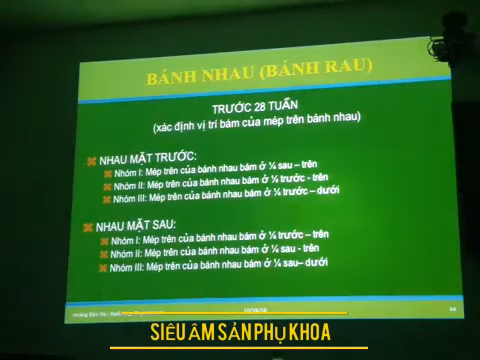 BÁNH NHAU (BÁNH RAU)
TRƯỚC 28 TUẦN
(xác định vị trí bám của mép trên bánh nhau)
NHAU MẶT TRƯỚC:
Nhóm I: Mép trên của bánh nhau bám ở ¼ sau – trên
Nhóm II: Mép trên của bánh nhau bám ở ¼ trước - trên
Nhóm III: Mép trên của bánh nhau bám ở ¼ trước – dưới
NHAU MẶT SAU:
Nhóm I: Mép trên của bánh nhau bám ở ¼ trước – trên
Nhóm II: Mép trên của bánh nhau bám ở ¼ sau - trên
Nhóm III: Mép trên của bánh nhau bám ở ¼ sau– dưới
44
SIÊU ÂM SẢN PHỤ KHOA